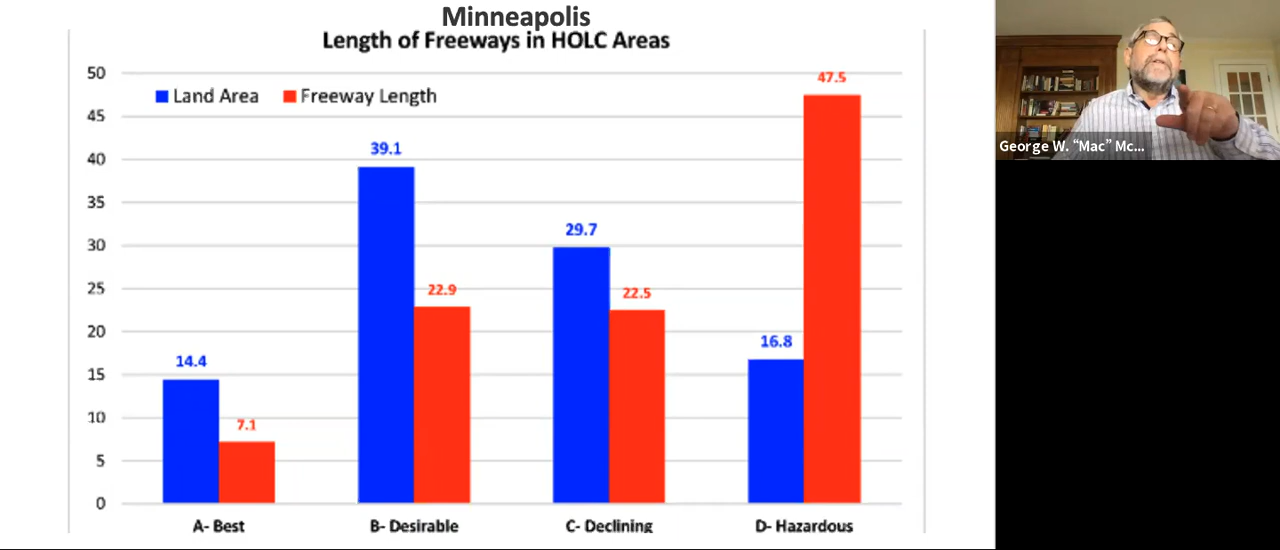 Minneapolis
Length of Freeways in HOLC Areas
50
45
40
35
30
25
20
15
10
5
0
Land Area
Freeway Length
14.4
7.1
39.1
22.9
29.7
22.5
16.8
47.5
A- Best
B- Desirable
C- Declining
D- Hazardous
George W. “Mac” Mc...